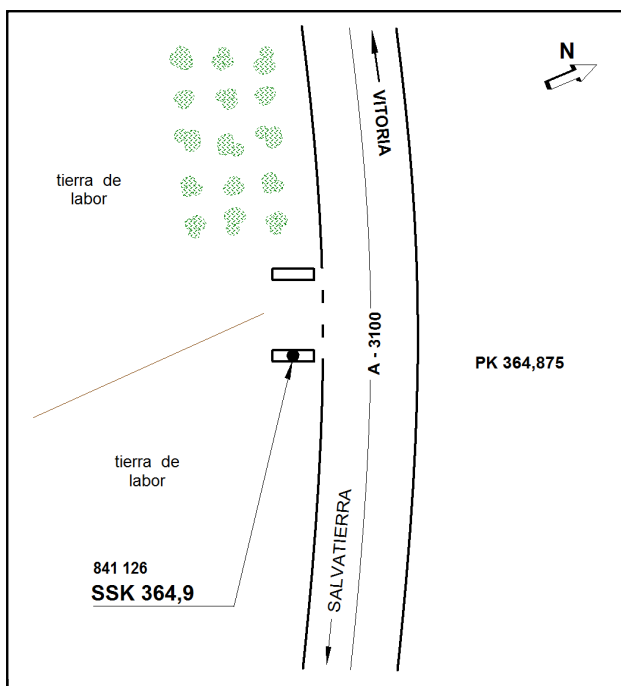 N
VITORIA
tierra de
labor
A - 3100
PK 364,875
tierra de
labor
841 126
SSK 364,9
SALVATIERRA